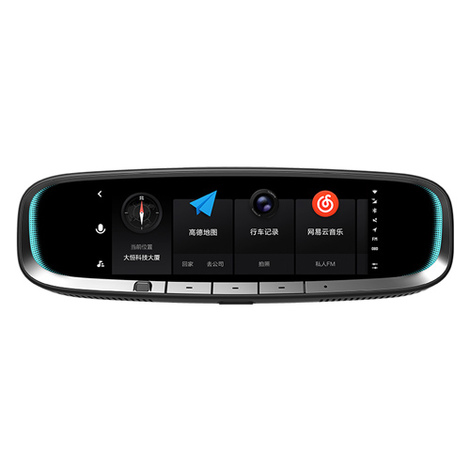 当前位置
大恒科技大厦
高德地图
回家 去公司
行车记录
拍照
网易云音乐
私人FM